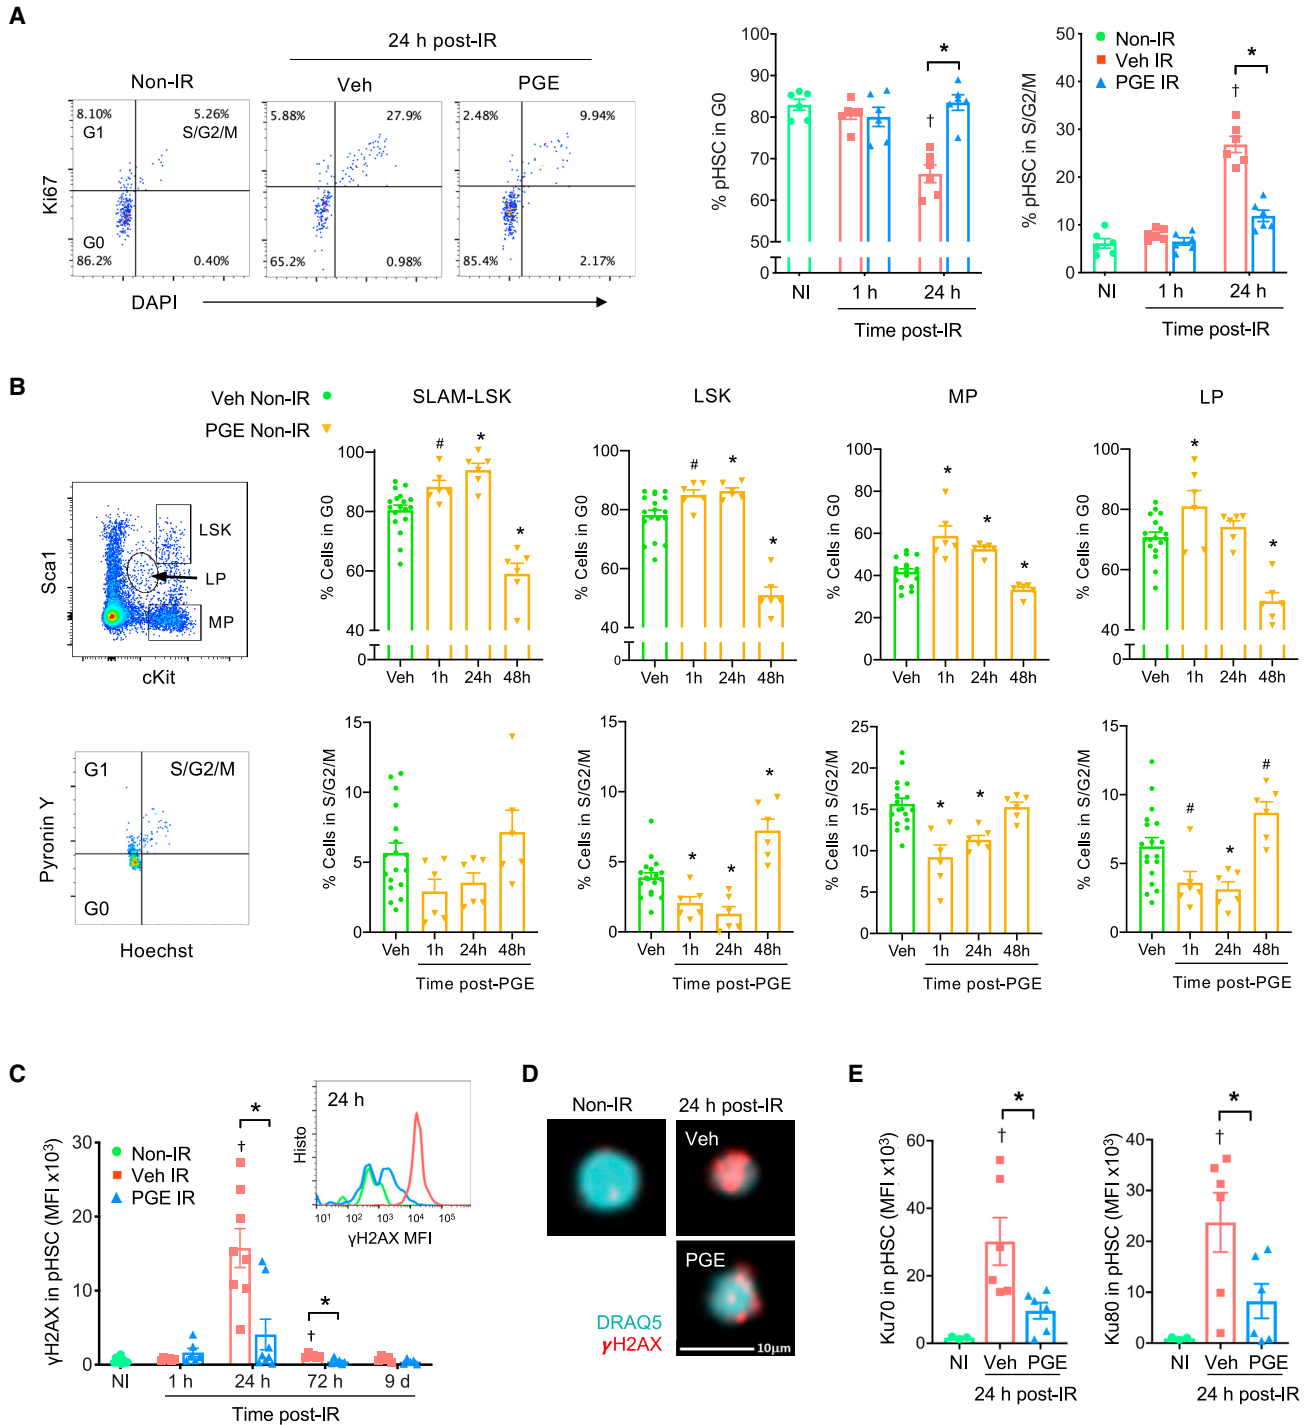 A
24 h post-IR
Non-IR
Veh
PGE
8.10%
5.26%
G1
S/G2/M
G0
86.2%
0.40%
5.88%
27.9%
65.2%
0.98%
2.48%
9.94%
85.4%
2.17%
Ki67
DAPI
% pHSC in G0
100
90
80
70
60
50
0
*
†
NI
1 h
24 h
Time post-IR
% pHSC in S/G2/M
50
40
30
20
10
0
Non-IR
Veh IR
PGE IR
*
†
NI
1 h
24 h
Time post-IR
B
Veh Non-IR
PGE Non-IR
SLAM-LSK
LSK
MP
LP
Sca1
LSK
LP
MP
cKit
% Cells in G0
100
80
60
40
0
#
*
*
Veh
1h
24h
48h
% Cells in G0
100
80
60
40
0
#
*
*
Veh
1h
24h
48h
% Cells in G0
100
80
60
40
20
0
*
*
*
Veh
1h
24h
48h
% Cells in G0
100
80
60
40
0
*
*
Veh
1h
24h
48h
Pyronin Y
G1
S/G2/M
G0
Hoechst
% Cells in S/G2/M
15
10
5
0
Veh
1h
24h
48h
Time post-PGE
% Cells in S/G2/M
15
10
5
0
*
*
*
Veh
1h
24h
48h
Time post-PGE
% Cells in S/G2/M
25
20
15
10
5
0
*
*
Veh
1h
24h
48h
Time post-PGE
% Cells in S/G2/M
15
10
5
0
#
*
#
Veh
1h
24h
48h
Time post-PGE
C
γH2AX in pHSC (MFI x10³)
30
20
10
0
Non-IR
Veh IR
PGE IR
*
†
*
†
NI
1 h
24 h
72 h
9 d
Time post-IR
24 h
Histo
10¹
10²
10³
10⁴
10⁵
γH2AX MFI
D
Non-IR
24 h post-IR
Veh
PGE
DRAQ5
γH2AX
10μm
E
Ku70 in pHSC (MFI x10³)
60
40
20
0
*
†
NI
Veh
PGE
24 h post-IR
Ku80 in pHSC (MFI x10³)
40
30
20
10
0
*
†
NI
Veh
PGE
24 h post-IR